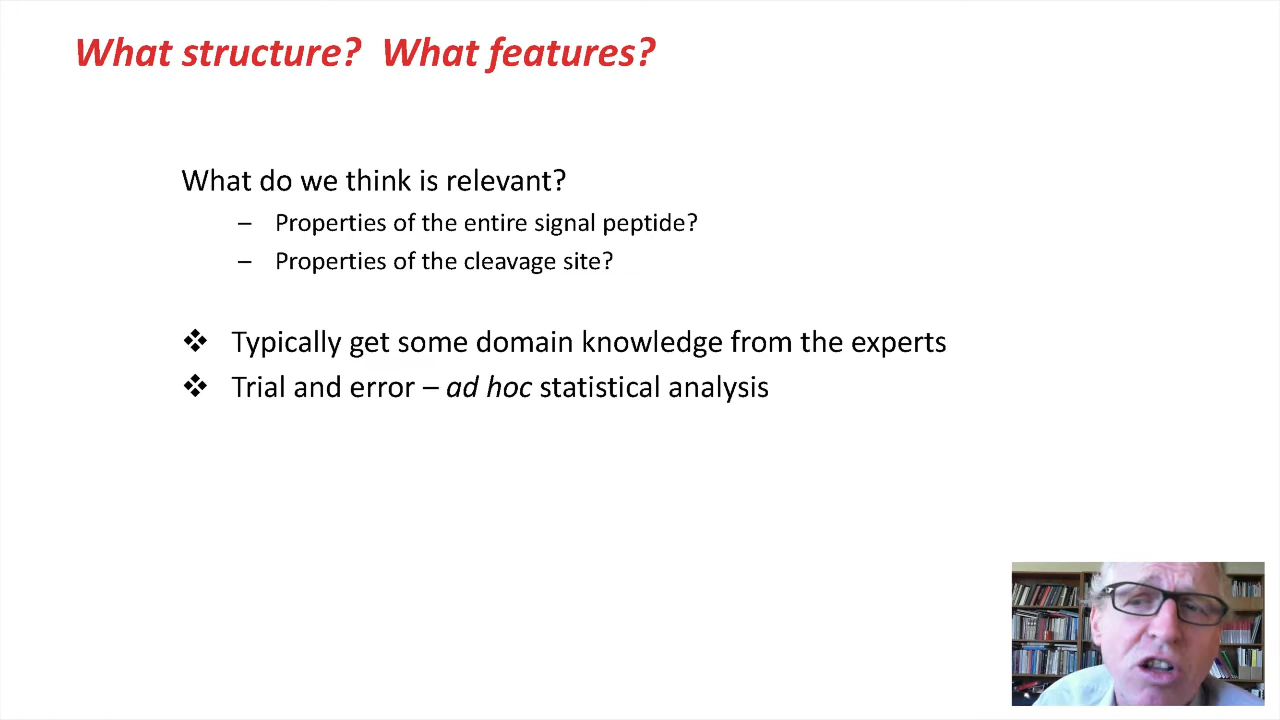 What structure? What features?
What do we think is relevant?
– Properties of the entire signal peptide?
– Properties of the cleavage site?
❖ Typically get some domain knowledge from the experts
❖ Trial and error – ad hoc statistical analysis